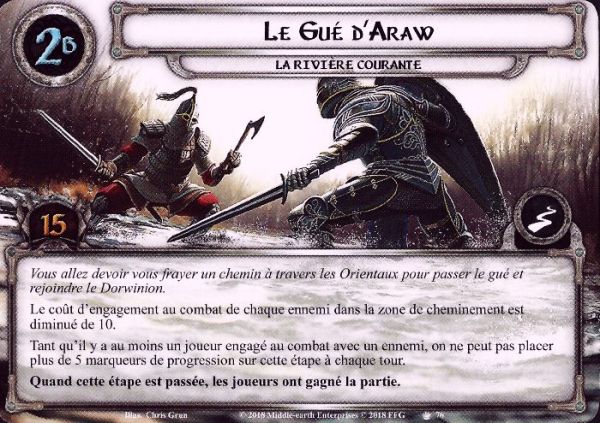 2B
LE GUÉ D'ARAW
LA RIVIÈRE COURANTE
15
Vous allez devoir vous frayer un chemin à travers les Orientaux pour passer le gué et
rejoindre le Dorwinion.
Le coût d'engagement au combat de chaque ennemi dans la zone de cheminement est
diminué de 10.
Tant qu'il y a au moins un joueur engagé au combat avec un ennemi, on ne peut pas placer
plus de 5 marqueurs de progression sur cette étape à chaque tour.
Quand cette étape est passée, les joueurs ont gagné la partie.
Illus. Chris Grun © 2018 Middle-earth Enterprises © 2018 FFG 76